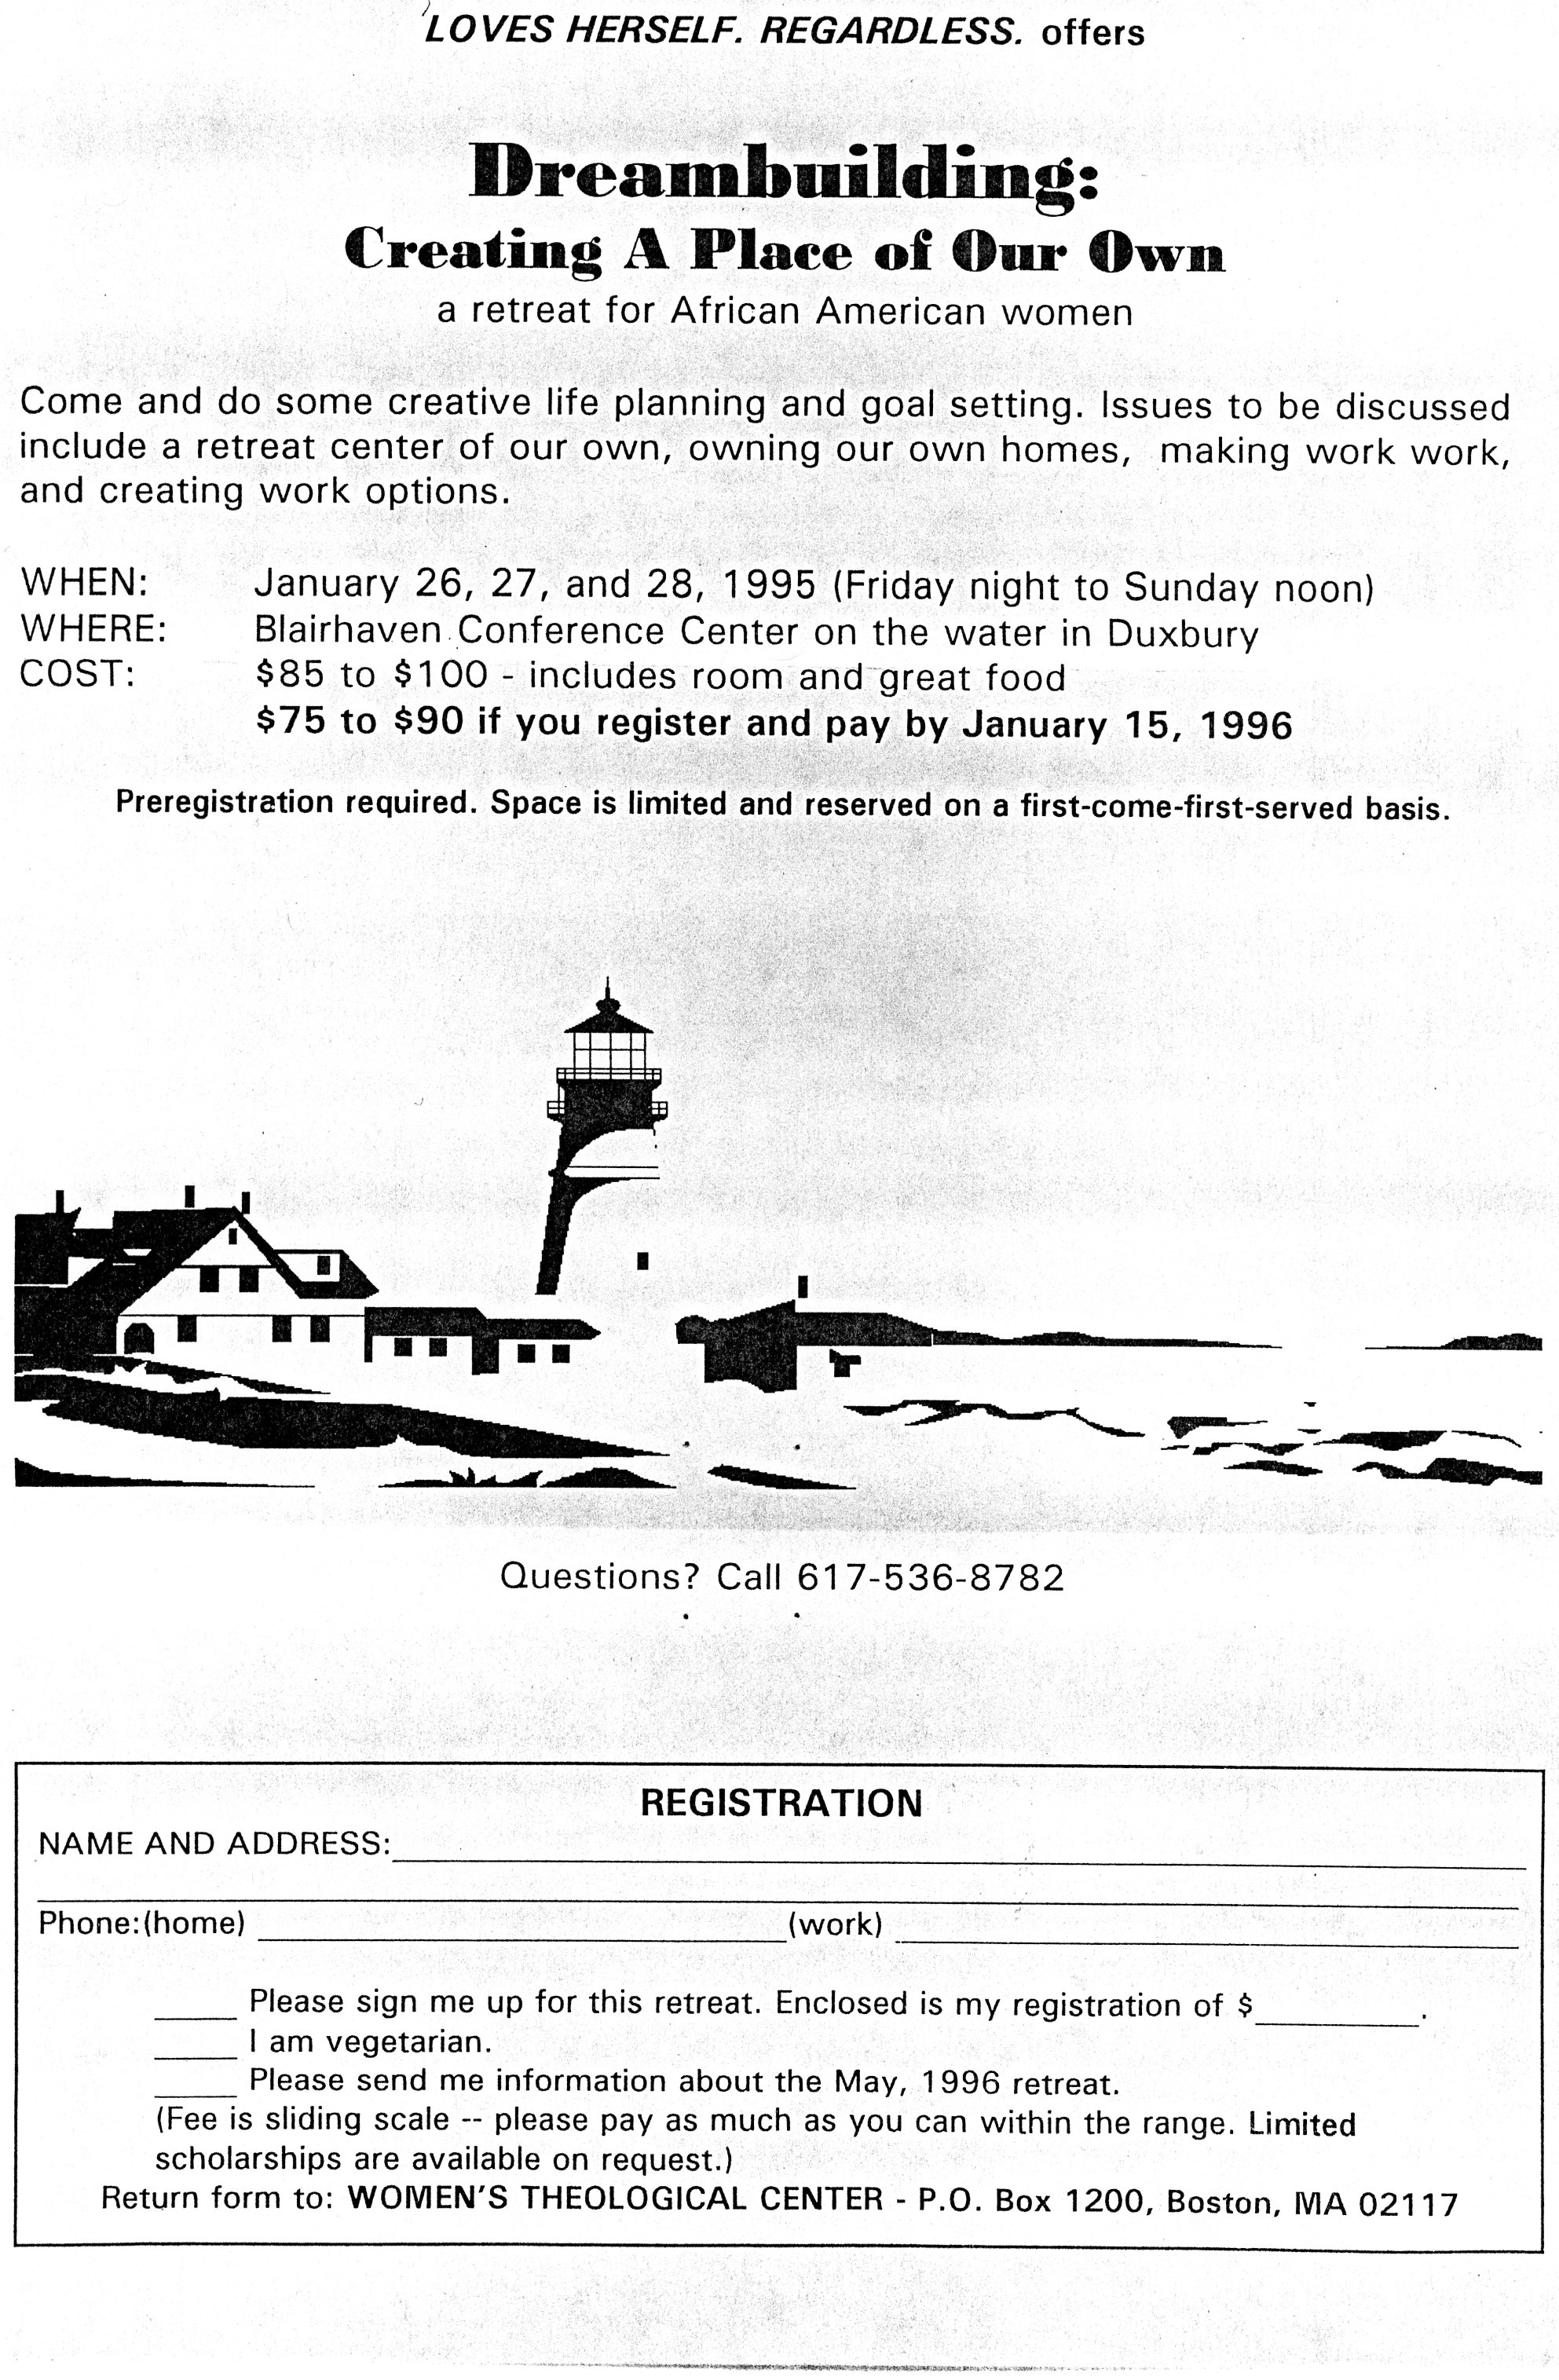 LOVES HERSELF. REGARDLESS. offers
Dreambuilding:
Creating A Place of Our Own
a retreat for African American women
Come and do some creative life planning and goal setting. Issues to be discussed
include a retreat center of our own, owning our own homes, making work work,
and creating work options.
WHEN: January 26, 27, and 28, 1995 (Friday night to Sunday noon)
WHERE: Blairhaven Conference Center on the water in Duxbury
COST: $85 to $100 - includes room and great food
$75 to $90 if you register and pay by January 15, 1996
Preregistration required. Space is limited and reserved on a first-come-first-served basis.
Questions? Call 617-536-8782
REGISTRATION
NAME AND ADDRESS:
Phone:(home) (work)
Please sign me up for this retreat. Enclosed is my registration of $ .
I am vegetarian.
Please send me information about the May, 1996 retreat.
(Fee is sliding scale -- please pay as much as you can within the range. Limited
scholarships are available on request.)
Return form to: WOMEN'S THEOLOGICAL CENTER - P.O. Box 1200, Boston, MA 02117